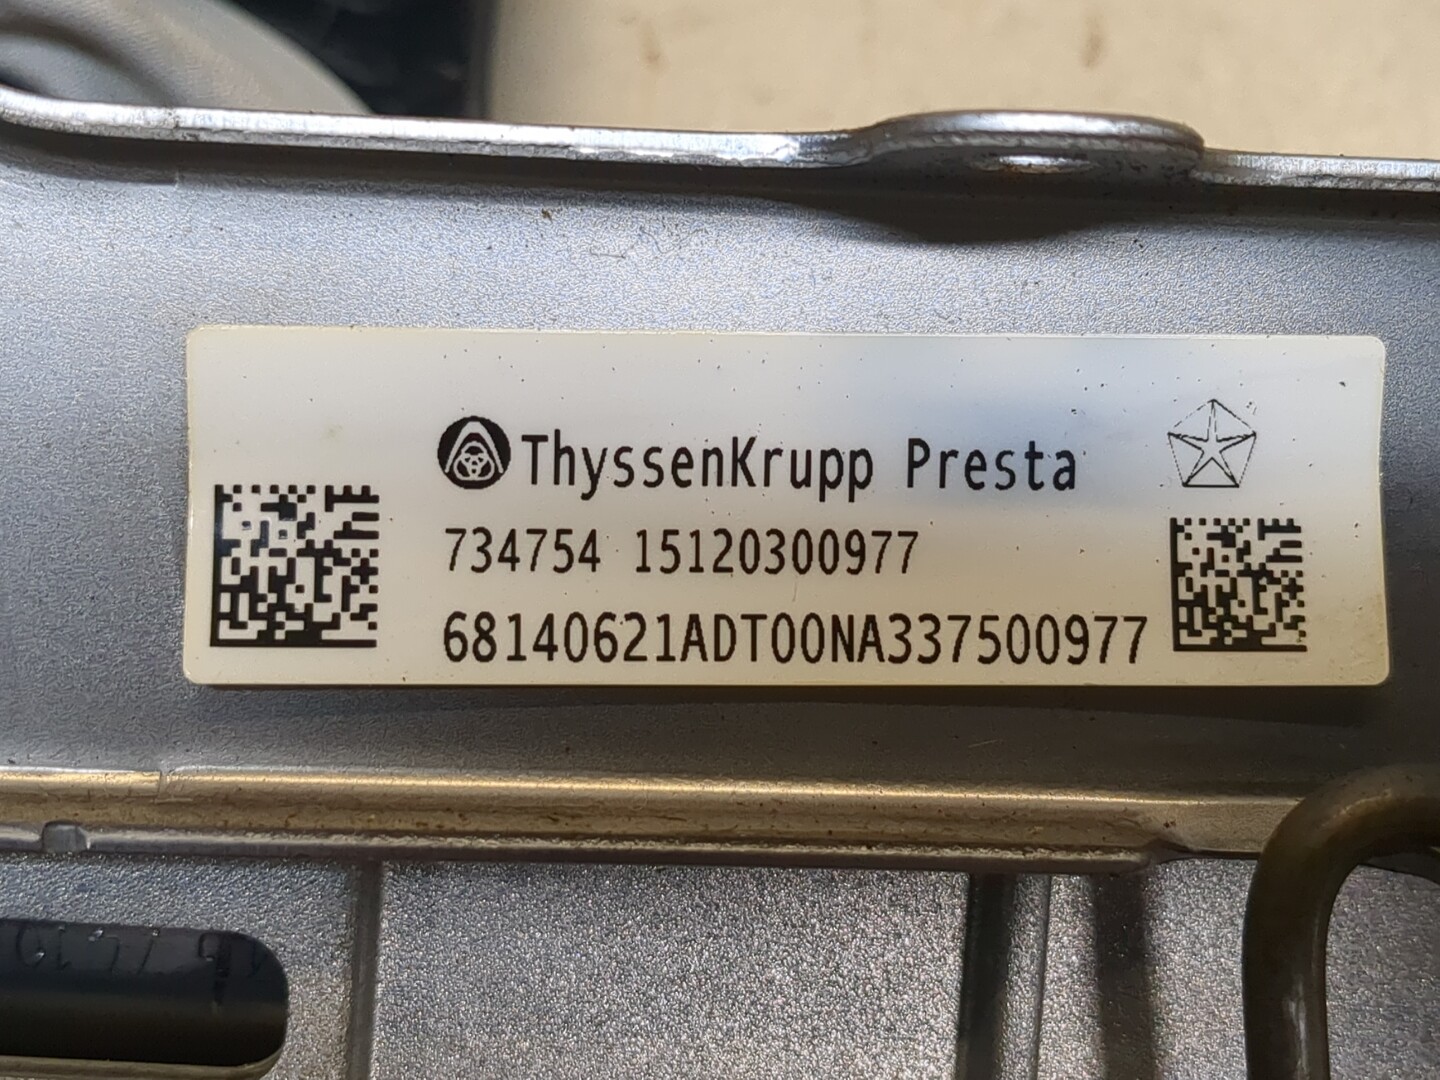 ThyssenKrupp Presta
734754 15120300977
68140621ADT00NA337500977